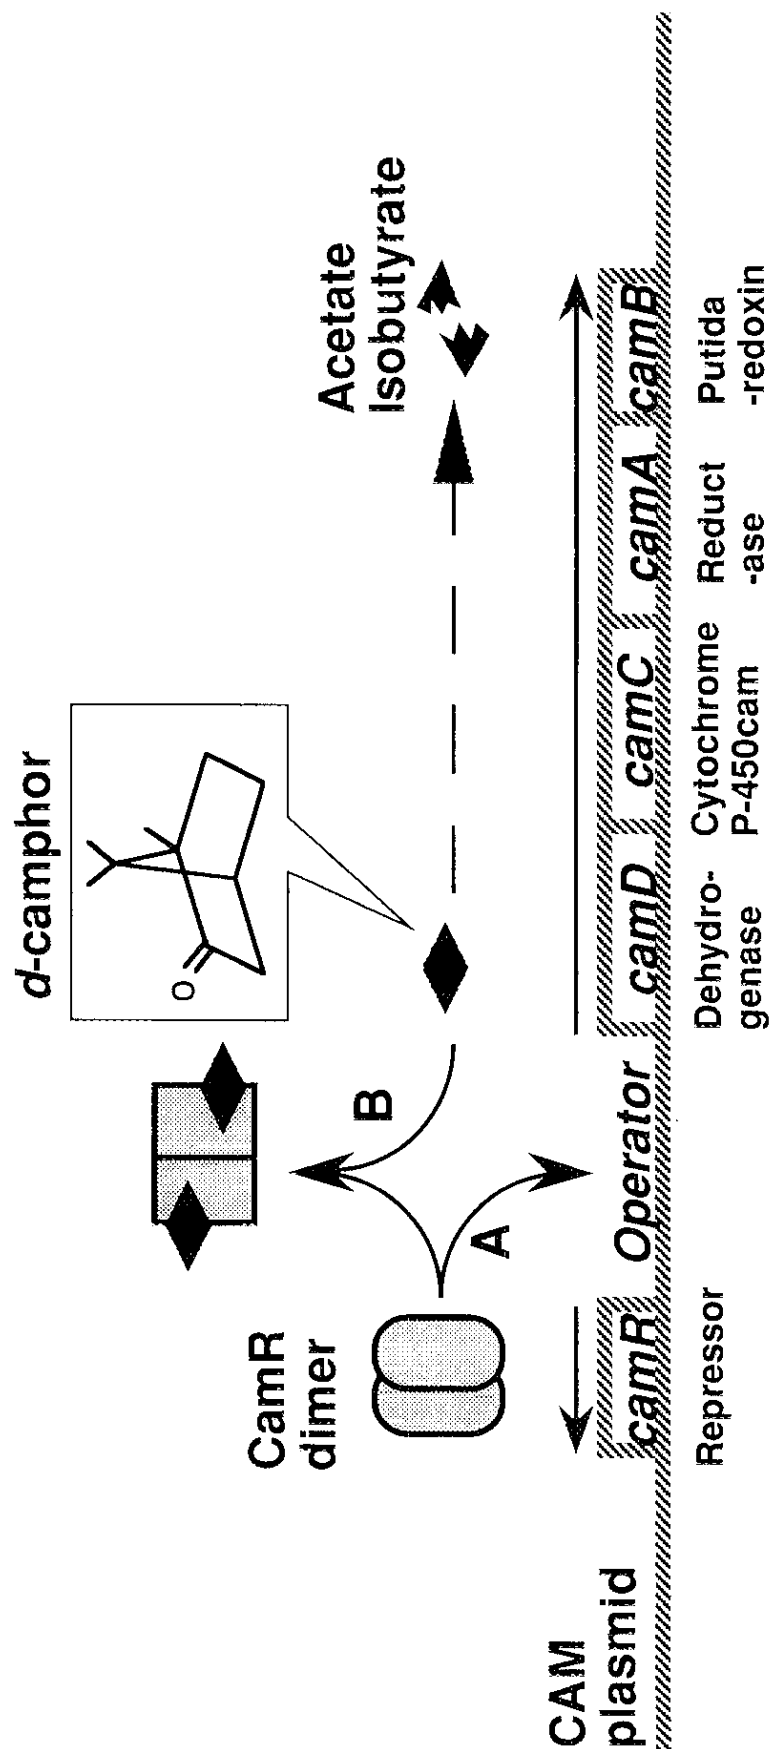 d-camphor
O
Acetate
Isobutyrate
CamR
dimer
B
A
CAM
plasmid
camR
Operator
camD
camC
camA
camB
Repressor
Dehydro-
genase
Cytochrome
P-450cam
Reduct
-ase
Putida
-redoxin